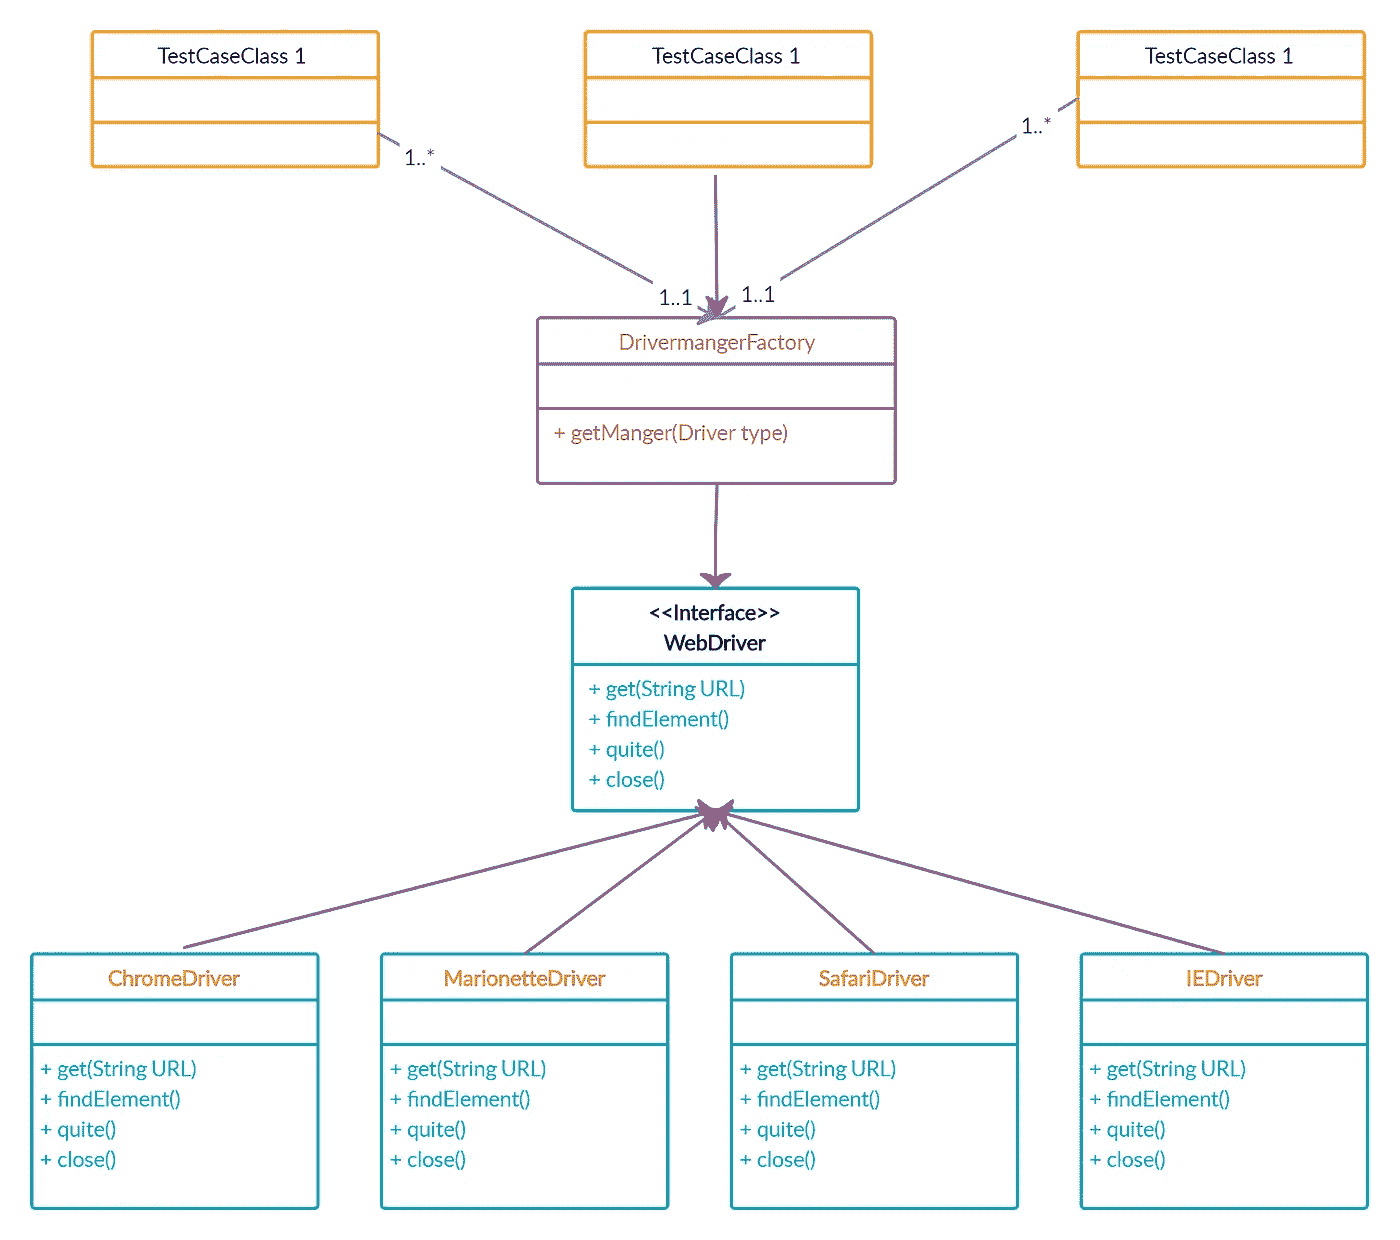 TestCaseClass 1
TestCaseClass 1
TestCaseClass 1
1..*
1..*
1..1
1..1
DrivermangerFactory
+ getManger(Driver type)
<<Interface>>
WebDriver
+ get(String URL)
+ findElement()
+ quite()
+ close()
ChromeDriver
+ get(String URL)
+ findElement()
+ quite()
+ close()
MarionetteDriver
+ get(String URL)
+ findElement()
+ quite()
+ close()
SafariDriver
+ get(String URL)
+ findElement()
+ quite()
+ close()
IEDriver
+ get(String URL)
+ findElement()
+ quite()
+ close()